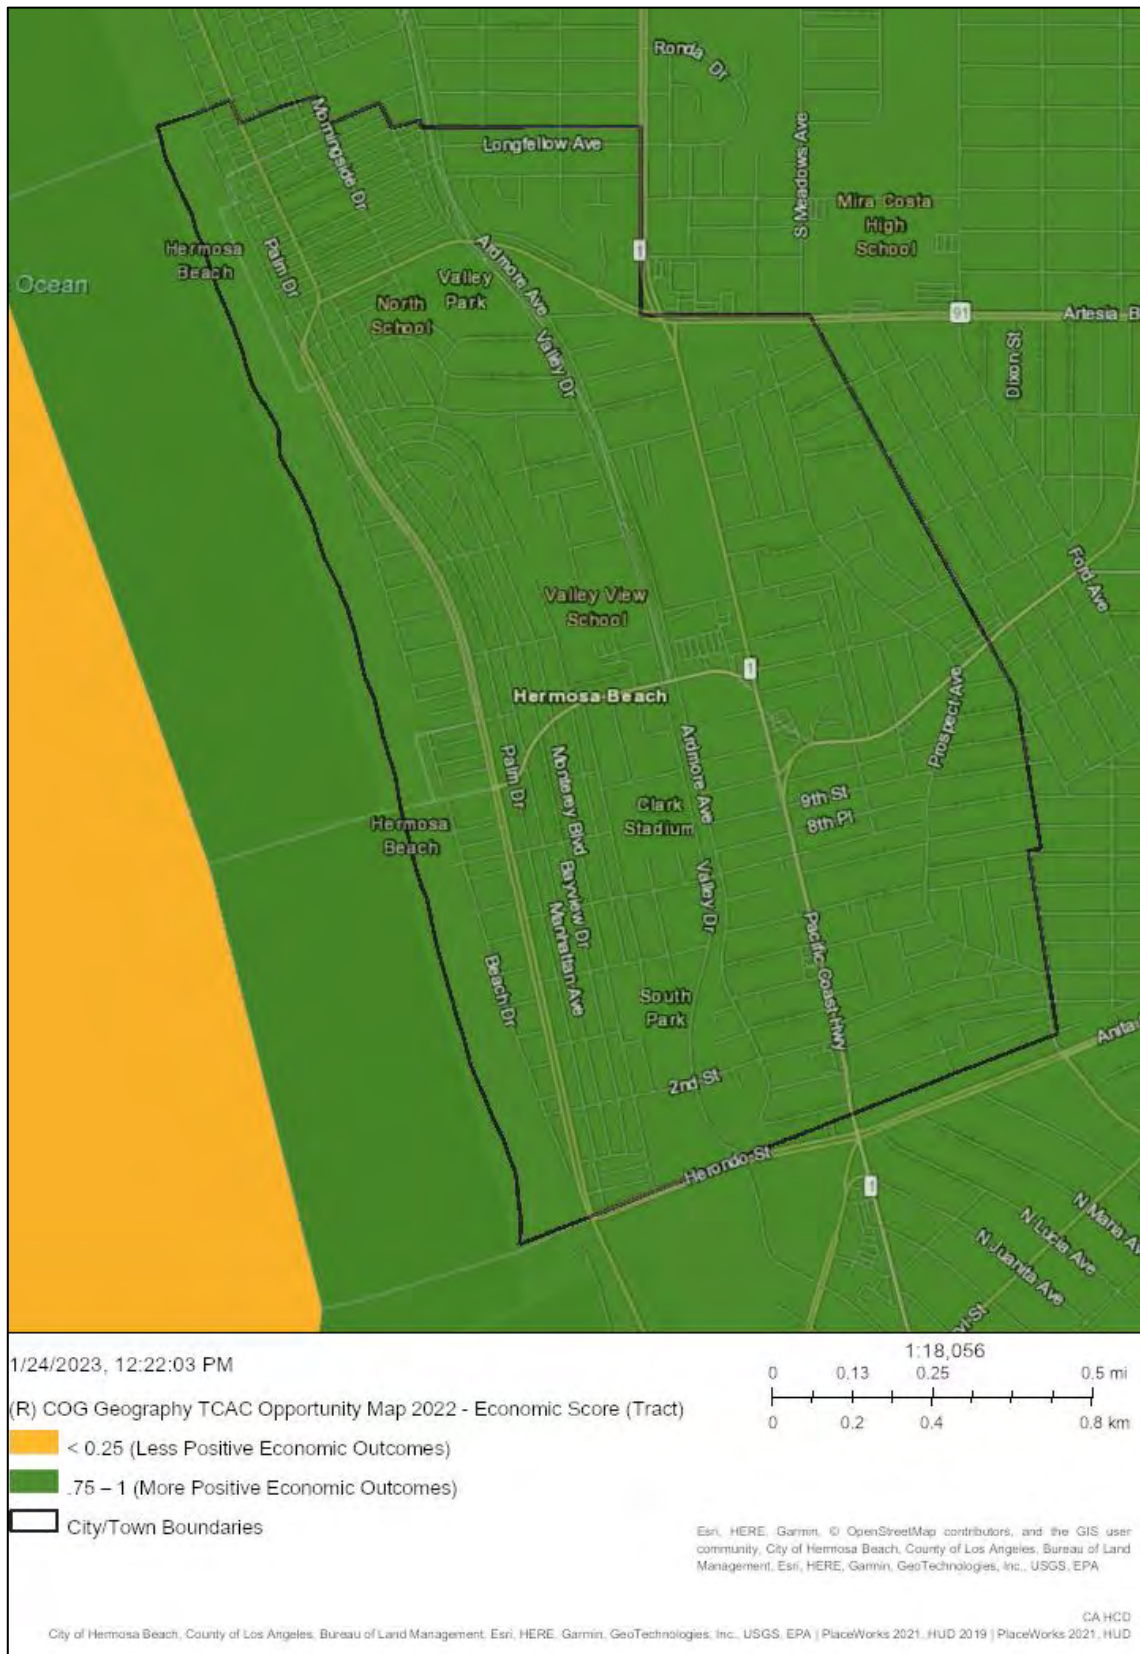 Ronda Dr
Morningside Dr
Longfellow Ave
S Meadows Ave
Mira Costa
High
School
1
Hermosa
Beach
Palm Dr
Ardmore Ave
Valley
Park
Ocean
North
School
91
Artesia B
Valley Dr
Dixon St
Ford Ave
Valley View
School
1
Hermosa Beach
Prospect Ave
Palm Dr
Monterey Blvd
Ardmore Ave
Clark
Stadium
9th St
8th Pl
Hermosa
Beach
Bayview Dr
Valley Dr
Manhattan Ave
Pacific Coast Hwy
Beach Dr
South
Park
Anita
2nd St
Herondo St
1
N Maria Av
N Lucia Ave
N Juanita Ave
yl St
1/24/2023, 12:22:03 PM
1:18,056
0 0.13 0.25 0.5 mi
0 0.2 0.4 0.8 km
(R) COG Geography TCAC Opportunity Map 2022 - Economic Score (Tract)
< 0.25 (Less Positive Economic Outcomes)
.75 – 1 (More Positive Economic Outcomes)
City/Town Boundaries
Esri, HERE, Garmin, © OpenStreetMap contributors, and the GIS user
community, City of Hermosa Beach, County of Los Angeles, Bureau of Land
Management, Esri, HERE, Garmin, GeoTechnologies, Inc., USGS, EPA
CA HCD
City of Hermosa Beach, County of Los Angeles, Bureau of Land Management, Esri, HERE, Garmin, GeoTechnologies, Inc., USGS, EPA | PlaceWorks 2021, HUD 2019 | PlaceWorks 2021, HUD